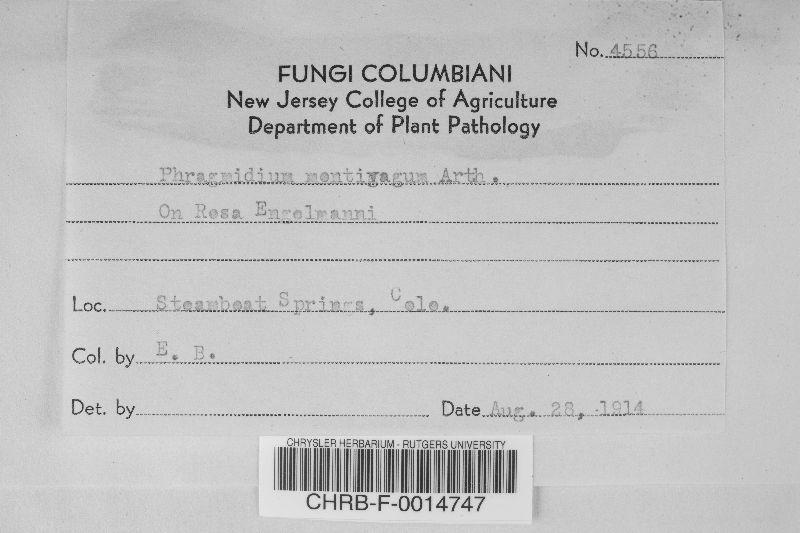 No. 4556
FUNGI COLUMBIANI
New Jersey College of Agriculture
Department of Plant Pathology
Phragmidium montivagum Arth.
On Rosa Engelmanni
Loc. Steamboat Springs, Colo.
Col. by E. B.
Det. by
Date Aug. 28, 1914
CHRYSLER HERBARIUM - RUTGERS UNIVERSITY
CHRB-F-0014747